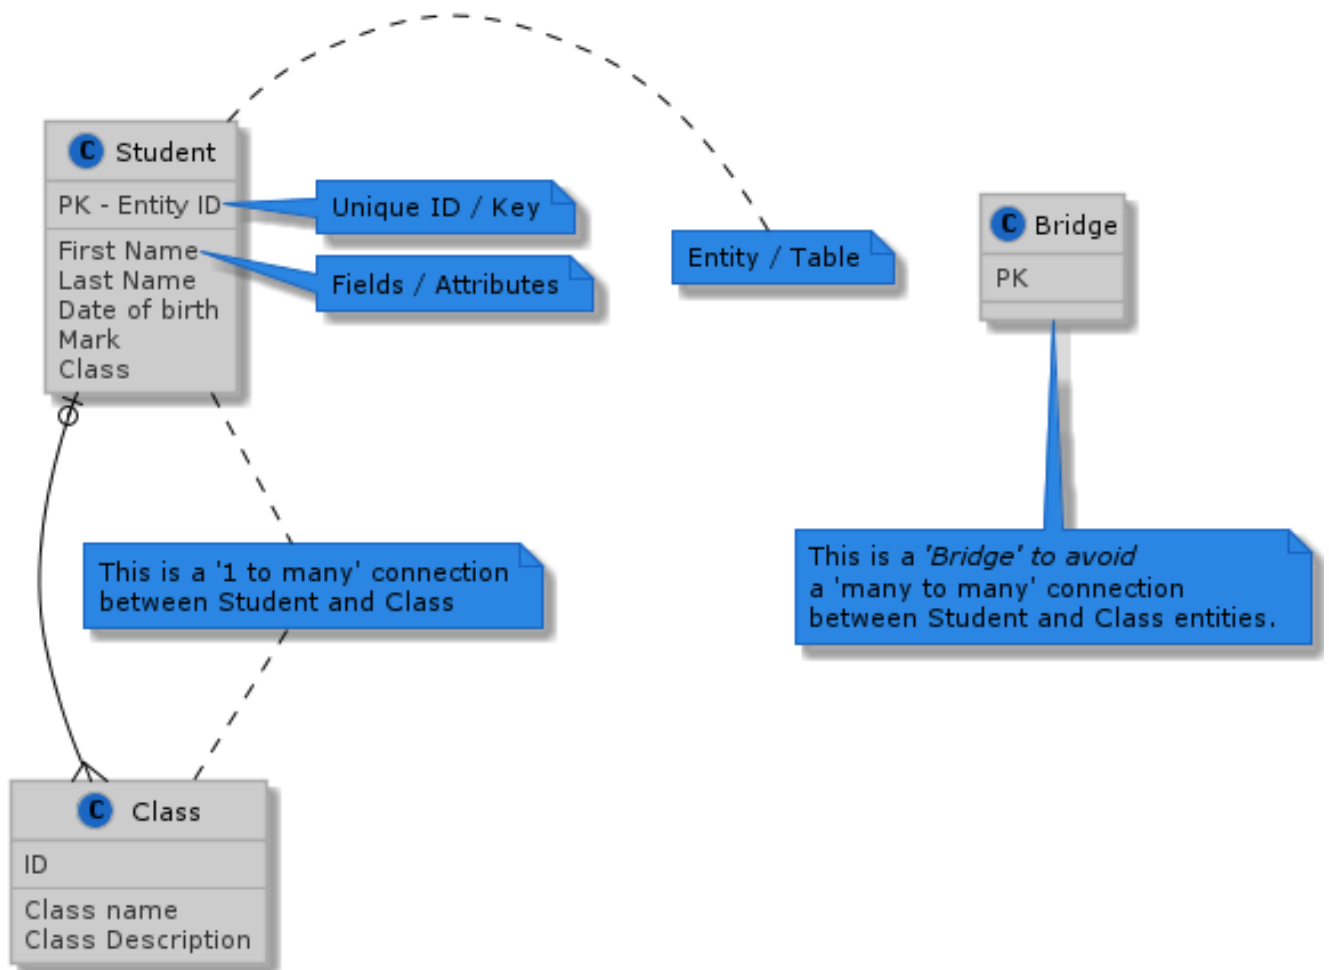 C Student
PK - Entity ID
First Name
Last Name
Date of birth
Mark
Class
Unique ID / Key
Fields / Attributes
Entity / Table
C Bridge
PK
This is a '1 to many' connection
between Student and Class
This is a 'Bridge' to avoid
a 'many to many' connection
between Student and Class entities.
C Class
ID
Class name
Class Description